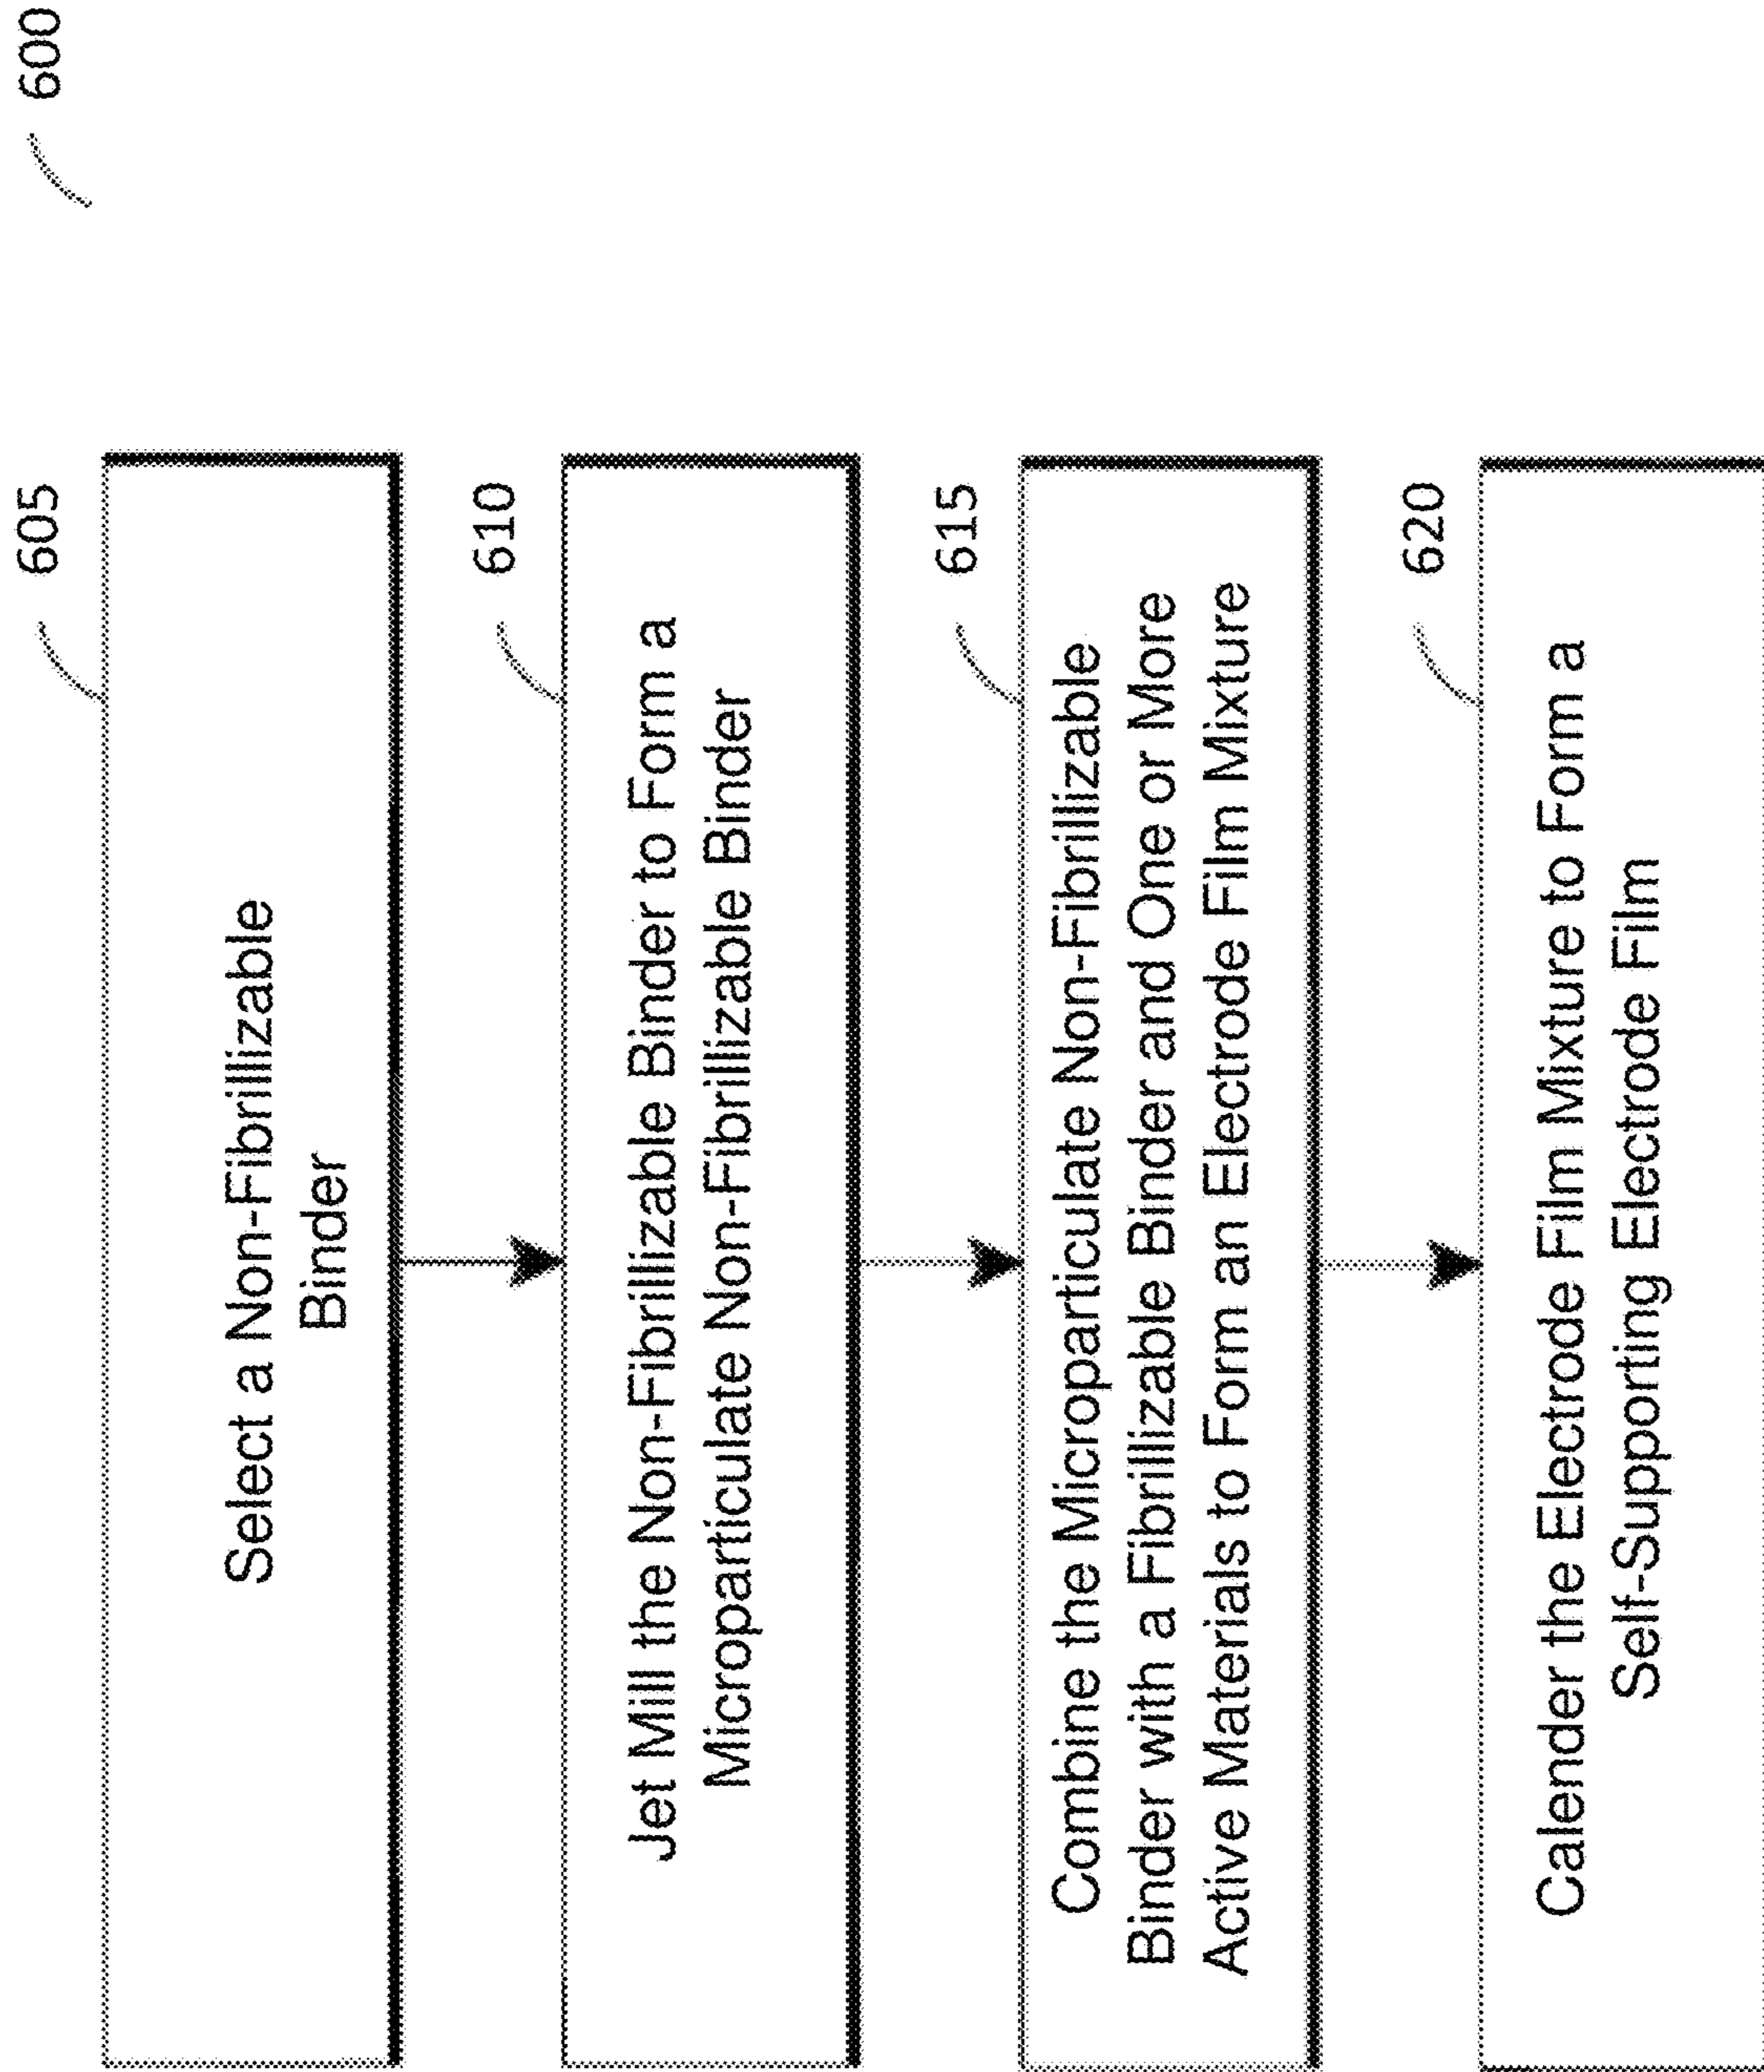 600
605
Select a Non-Fibrillizable
Binder
610
Jet Mill the Non-Fibrillizable Binder to Form a
Microparticulate Non-Fibrillizable Binder
615
Combine the Microparticulate Non-Fibrillizable
Binder with a Fibrillizable Binder and One or More
Active Materials to Form an Electrode Film Mixture
620
Calender the Electrode Film Mixture to Form a
Self-Supporting Electrode Film